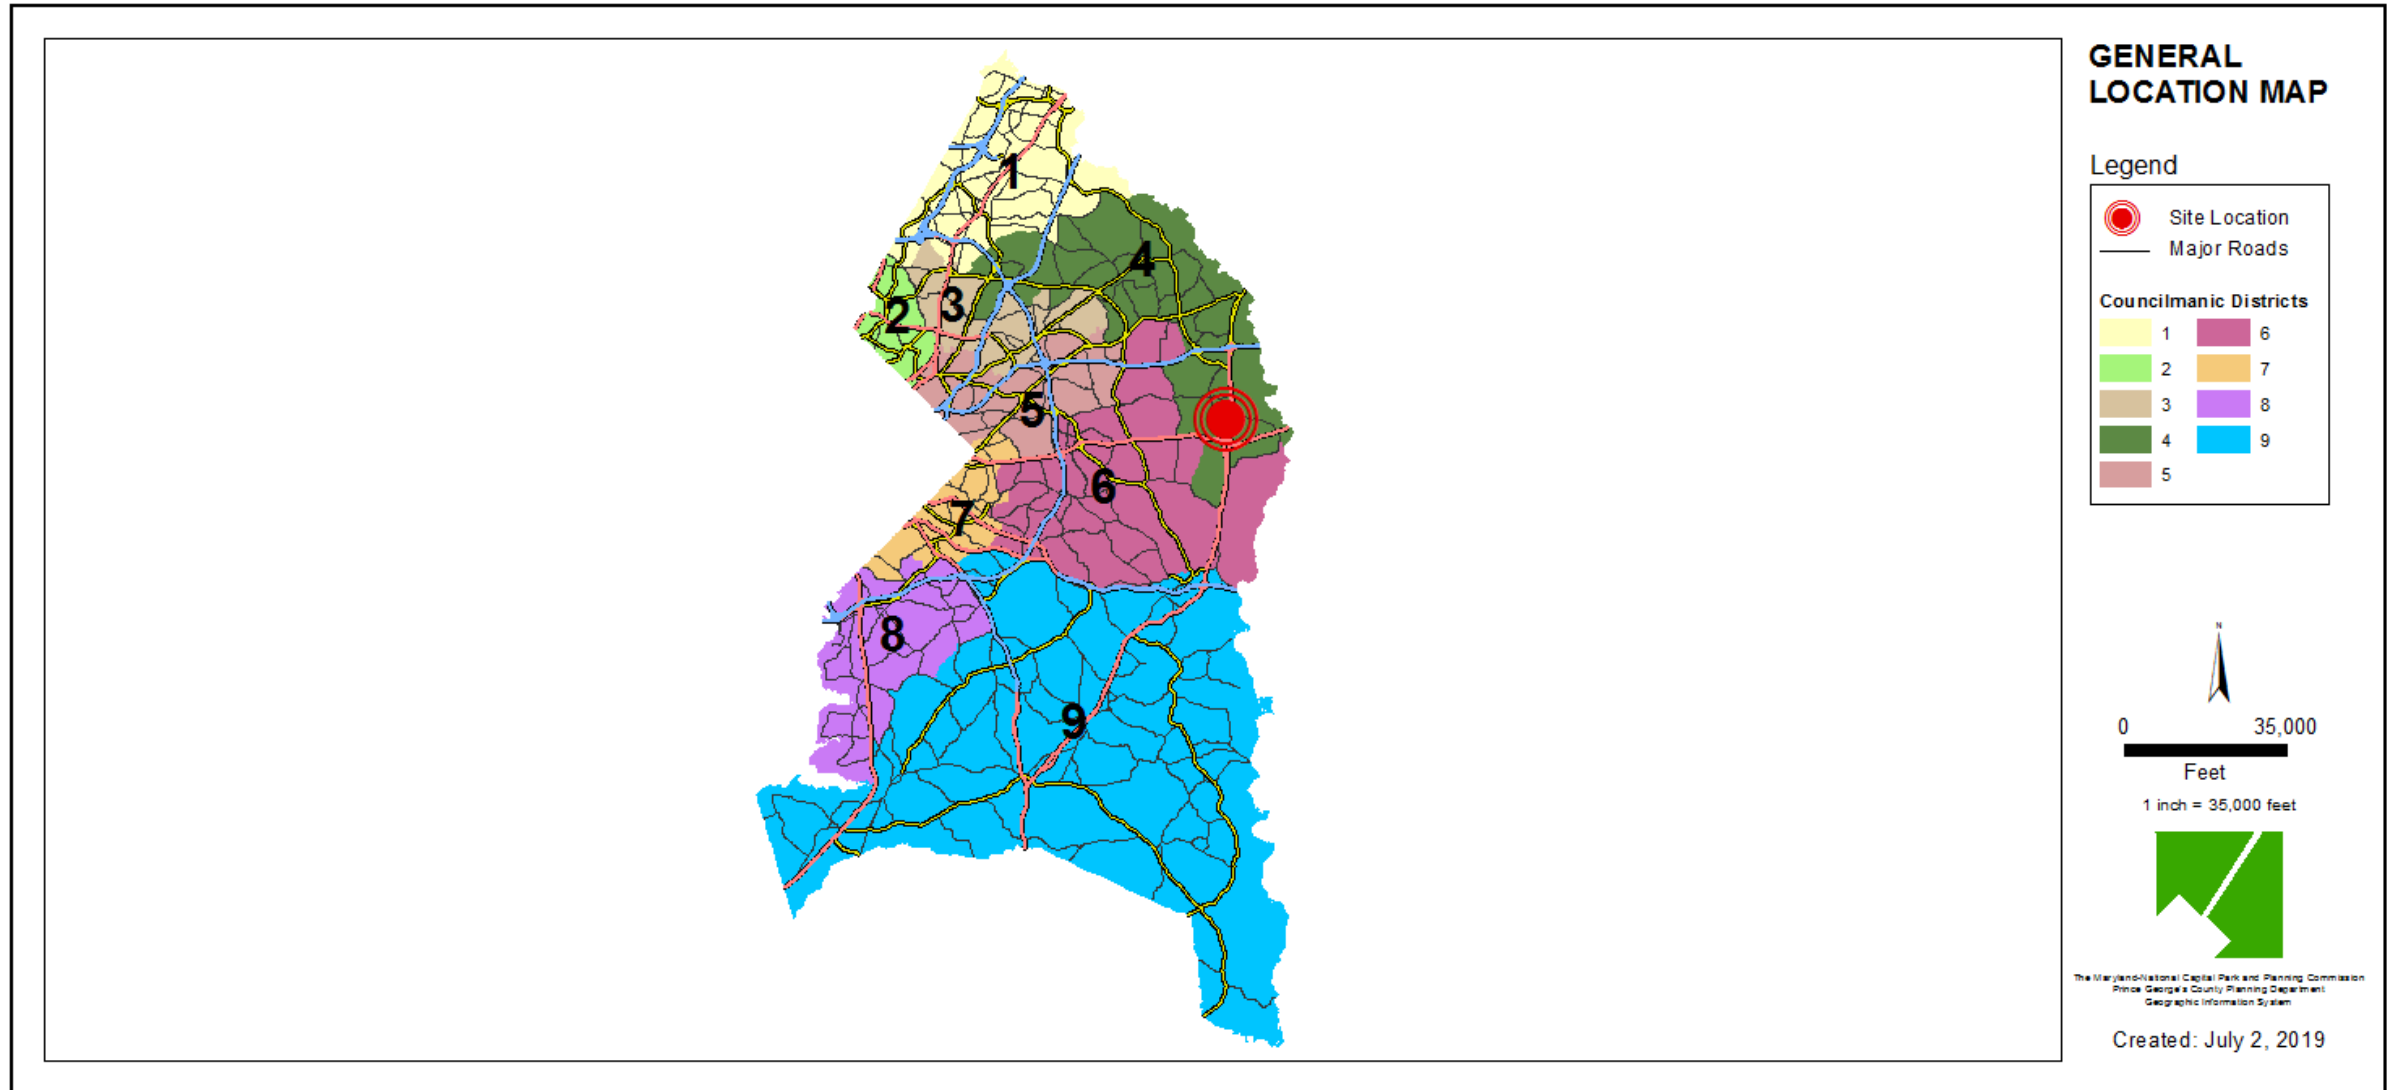 GENERAL
LOCATION MAP
Legend
Site Location
Major Roads
Councilmanic Districts
1 6
2 7
3 8
4 9
5
1
4
2
3
5
6
7
8
9
N
0 35,000
Feet
1 inch = 35,000 feet
The Maryland-National Capital Park and Planning Commission
Prince George's County Planning Department
Geographic Information System
Created: July 2, 2019